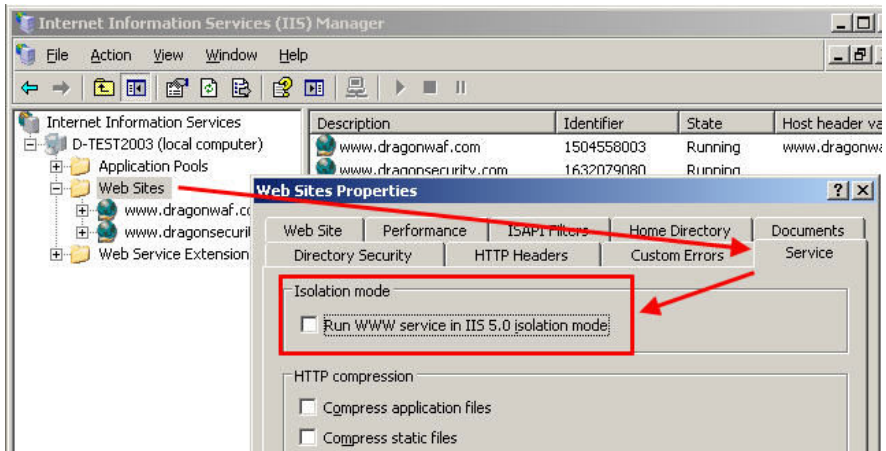 Internet Information Services (IIS) Manager
File Action View Window Help
Internet Information Services
D-TEST2003 (local computer)
Application Pools
Web Sites
www.dragonwaf.co
www.dragonsecurit
Web Service Extension
Description Identifier State Host header va
www.dragonwaf.com 1504558003 Running www.dragonwa
www.dragonsecurity.com 1632079080 Running
Web Sites Properties
Web Site Performance ISAPI Filters Home Directory Documents
Directory Security HTTP Headers Custom Errors Service
Isolation mode
Run WWW service in IIS 5.0 isolation mode
HTTP compression
Compress application files
Compress static files